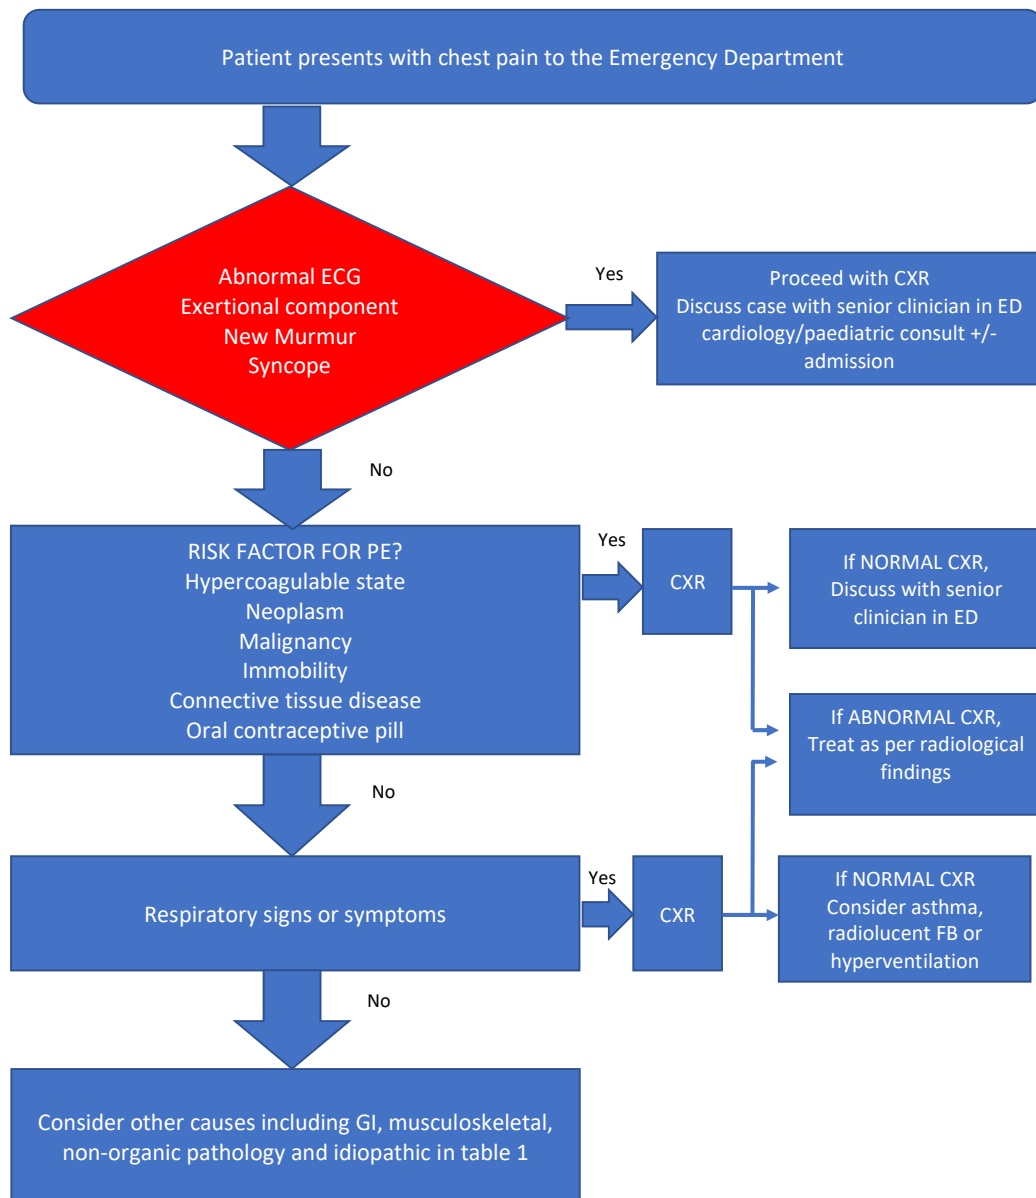 Patient presents with chest pain to the Emergency Department
Abnormal ECG
Exertional component
New Murmur
Syncope
Yes
Proceed with CXR
Discuss case with senior clinician in ED
cardiology/paediatric consult +/-
admission
No
RISK FACTOR FOR PE?
Hypercoagulable state
Neoplasm
Malignancy
Immobility
Connective tissue disease
Oral contraceptive pill
Yes
CXR
If NORMAL CXR,
Discuss with senior
clinician in ED
If ABNORMAL CXR,
Treat as per radiological
findings
No
Respiratory signs or symptoms
Yes
CXR
If NORMAL CXR
Consider asthma,
radiolucent FB or
hyperventilation
No
Consider other causes including GI, musculoskeletal,
non-organic pathology and idiopathic in table 1